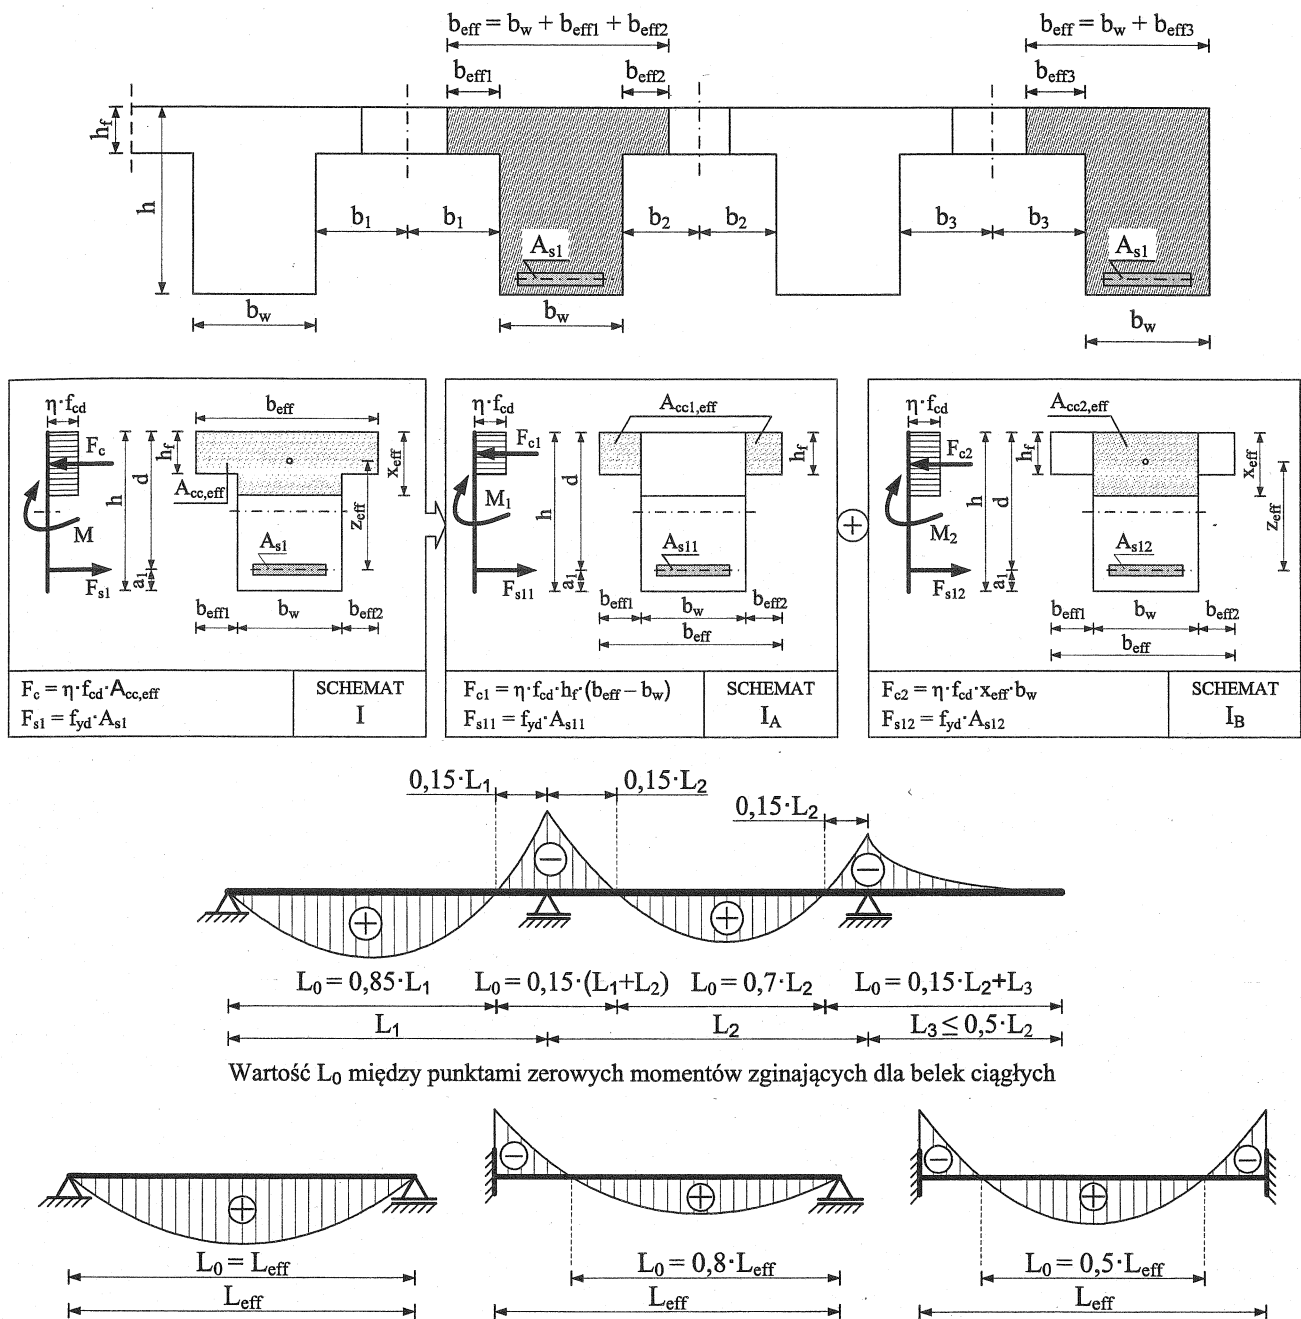 b_eff = b_w + b_eff1 + b_eff2
b_eff = b_w + b_eff3
b_eff1
b_eff2
b_eff3
h_f
h
b_1
b_1
b_2
b_2
b_3
b_3
A_s1
A_s1
b_w
b_w
b_w
η·f_cd
b_eff
F_c
h_f
x_eff
d
h
A_cc,eff
z_eff
M
A_s1
F_s1
a_1
b_eff1
b_w
b_eff2
F_c = η·f_cd·A_cc,eff
F_s1 = f_yd·A_s1
SCHEMAT
I
η·f_cd
A_cc1,eff
F_c1
h_f
d
h
M_1
A_s11
F_s11
a_1
b_eff1
b_w
b_eff2
b_eff
F_c1 = η·f_cd·h_f·(b_eff – b_w)
F_s11 = f_yd·A_s11
SCHEMAT
I_A
+
η·f_cd
A_cc2,eff
F_c2
h_f
x_eff
d
h
z_eff
M_2
A_s12
F_s12
a_1
b_eff1
b_w
b_eff2
b_eff
F_c2 = η·f_cd·x_eff·b_w
F_s12 = f_yd·A_s12
SCHEMAT
I_B
0,15·L_1
0,15·L_2
0,15·L_2
−
−
+
+
L_0 = 0,85·L_1
L_0 = 0,15·(L_1+L_2)
L_0 = 0,7·L_2
L_0 = 0,15·L_2+L_3
L_1
L_2
L_3 ≤ 0,5·L_2
Wartość L_0 między punktami zerowych momentów zginających dla belek ciągłych
+
L_0 = L_eff
L_eff
−
+
L_0 = 0,8·L_eff
L_eff
−
−
+
L_0 = 0,5·L_eff
L_eff